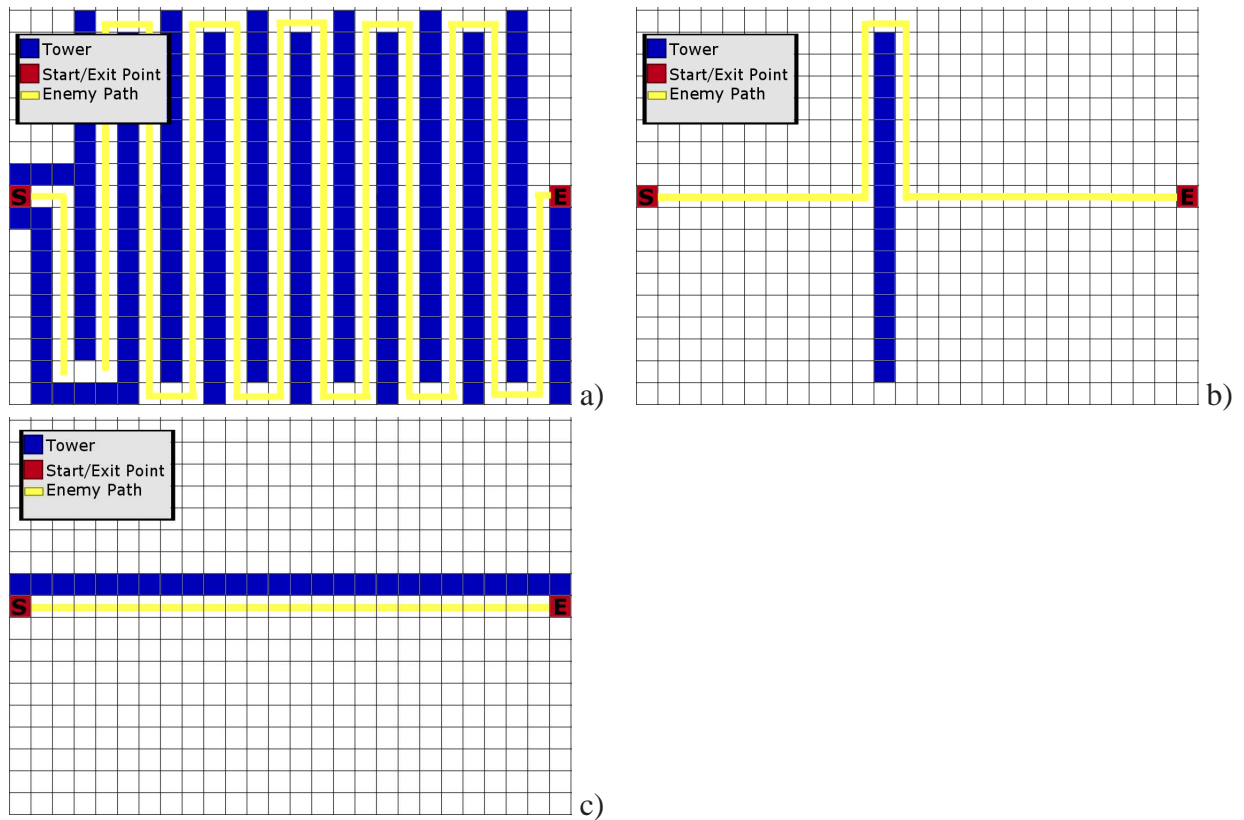 Tower
Start/Exit Point
Enemy Path
S
E
a)
Tower
Start/Exit Point
Enemy Path
S
E
b)
Tower
Start/Exit Point
Enemy Path
S
E
c)